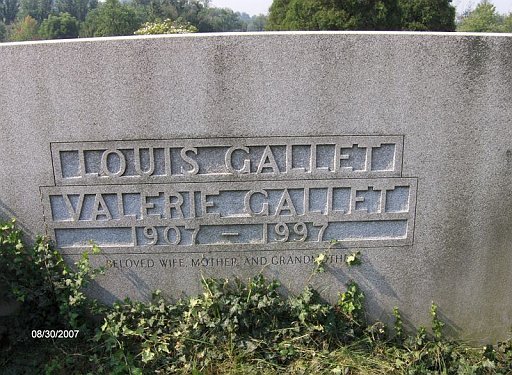 LOUIS GALLET
VALERIE GALLET
1907 - 1997
BELOVED WIFE, MOTHER, AND GRANDMOTHER
08/30/2007